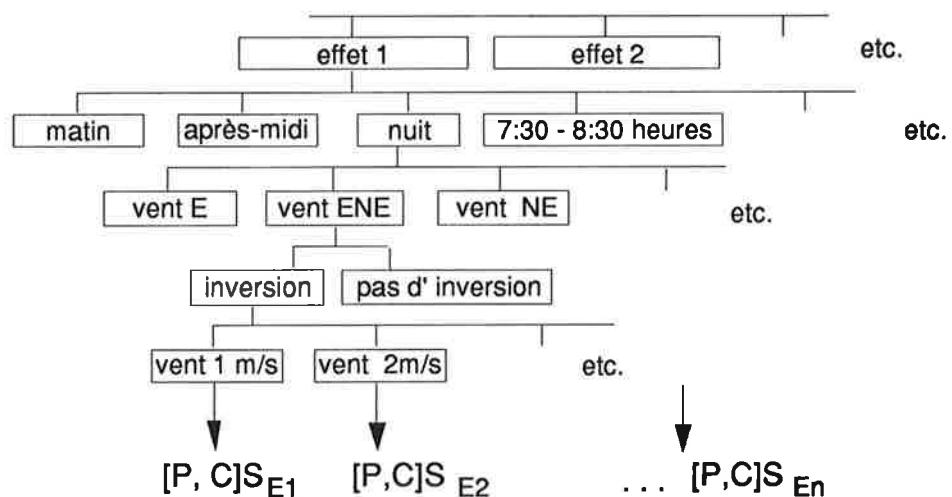 effet 1 effet 2 etc.
matin après-midi nuit 7:30 - 8:30 heures etc.
vent E vent ENE vent NE etc.
inversion pas d' inversion
vent 1 m/s vent 2m/s etc.
[P, C]S E1 [P,C]S E2 . . . [P,C]S En